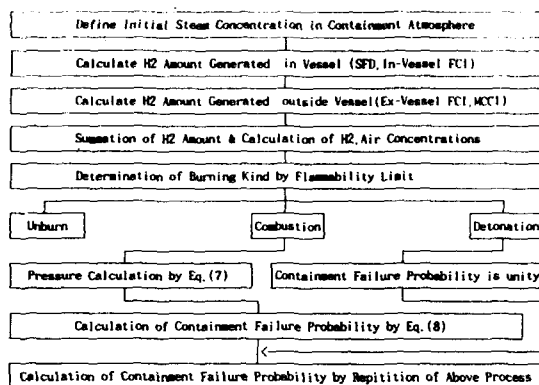 Define Initial Steam Concentration in Containment Atmosphere
Calculate H2 Amount Generated in Vessel (SFD,In-Vessel FCI)
Calculate H2 Amount Generated outside Vessel(Ex-Vessel FCI,MCCI)
Summation of H2 Amount & Calculation of H2,Air Concentrations
Determination of Burning Kind by Flammability Limit
Unburn
Combustion
Detonation
Pressure Calculation by Eq.(7)
Containment Failure Probability is unity
Calculation of Containment Failure Probability by Eq.(8)
Calculation of Containment Failure Probability by Repitition of Above Process